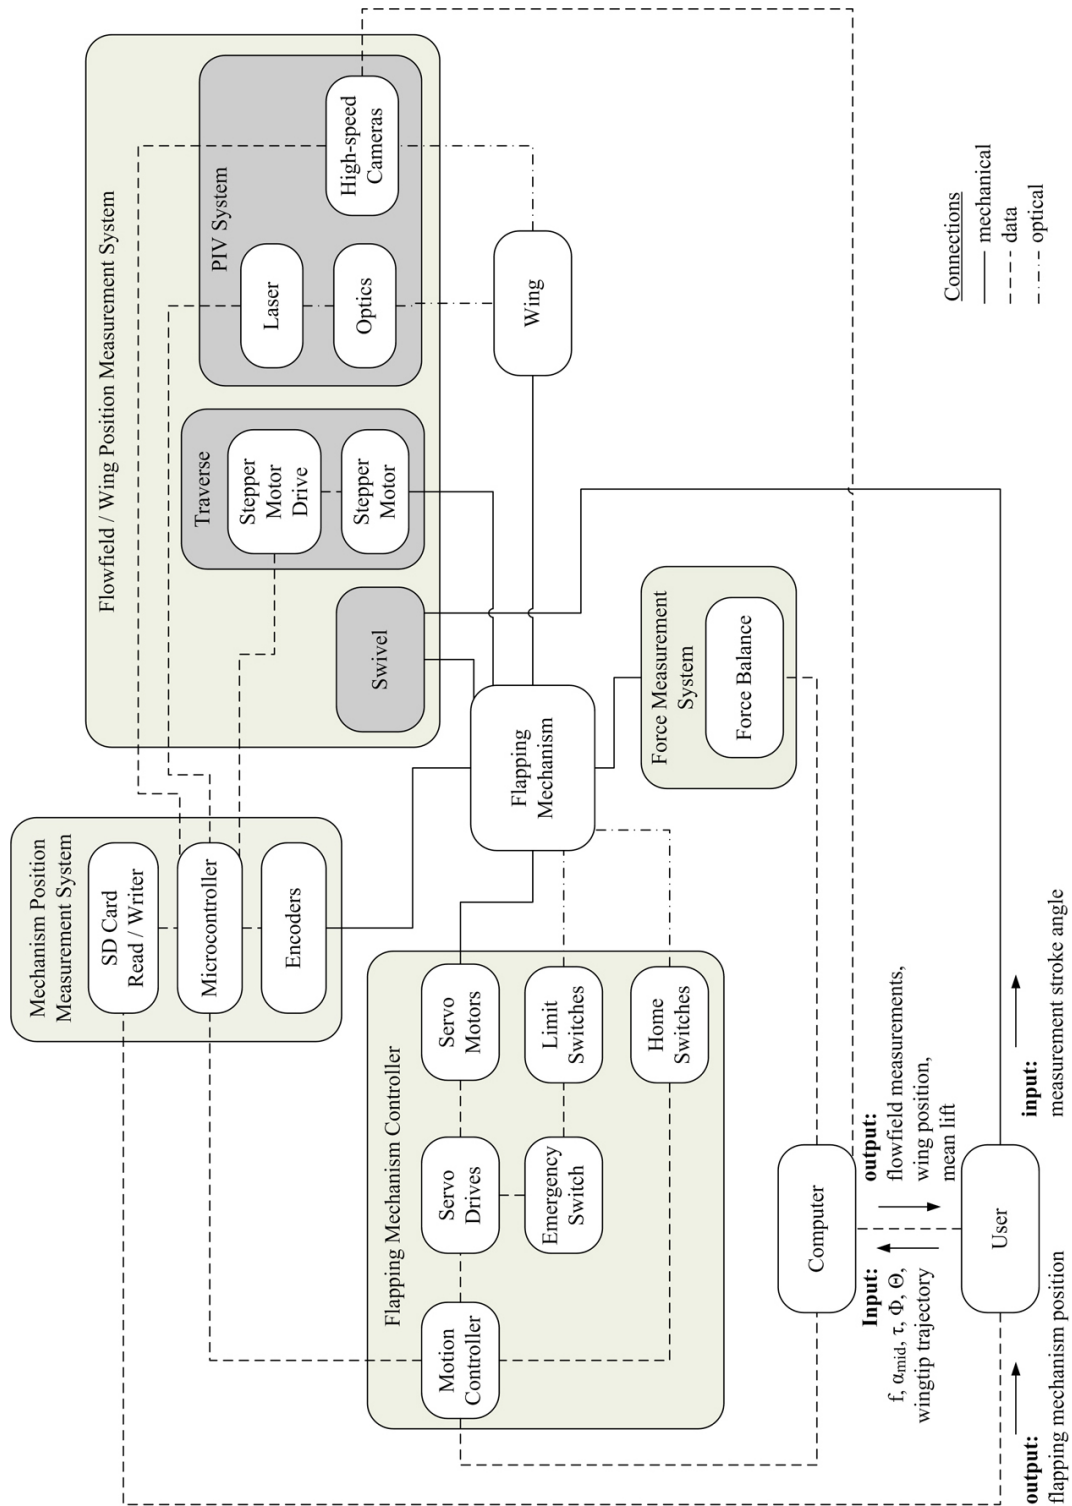 Mechanism Position
Measurement System
SD Card
Read / Writer
Microcontroller
Encoders
Flowfield / Wing Position Measurement System
Swivel
Traverse
Stepper
Motor
Drive
Stepper
Motor
PIV System
Laser
Optics
High-speed
Cameras
Flapping Mechanism Controller
Motion
Controller
Servo
Drives
Servo
Motors
Emergency
Switch
Limit
Switches
Home
Switches
Flapping
Mechanism
Wing
Force Measurement
System
Force Balance
Computer
Input:
f, αmid, τ, Φ, Θ,
wingtip trajectory
output:
flowfield measurements,
wing position,
mean lift
User
output:
flapping mechanism position
input:
measurement stroke angle
Connections
mechanical
data
optical